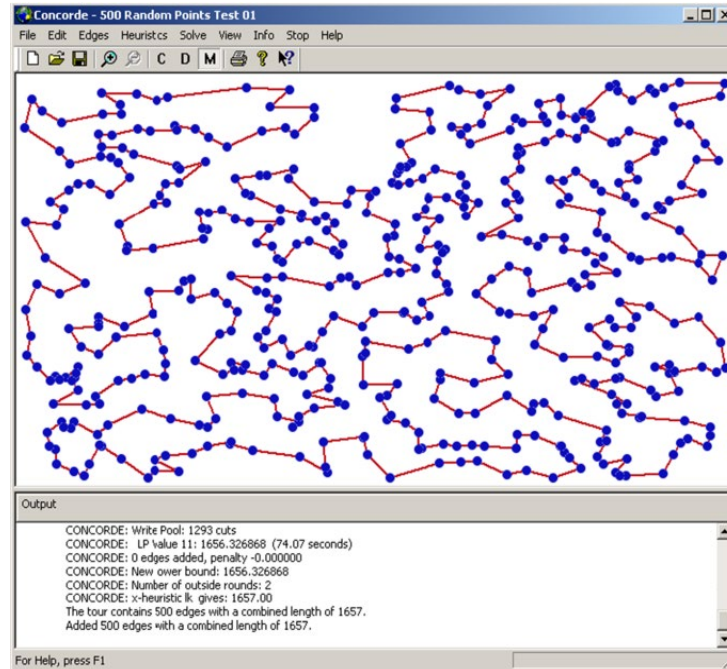 Concorde - 500 Random Points Test 01
File Edit Edges Heuristcs Solve View Info Stop Help
C D M
Output
CONCORDE: Write Pool: 1293 cuts
CONCORDE: LP Value 11: 1656.326868 (74.07 seconds)
CONCORDE: 0 edges added, penalty -0.000000
CONCORDE: New ower bound: 1656.326868
CONCORDE: Number of outside rounds: 2
CONCORDE: x-heuristic lk gives: 1657.00
The tour contains 500 edges with a combined length of 1657.
Added 500 edges with a combined length of 1657.
For Help, press F1